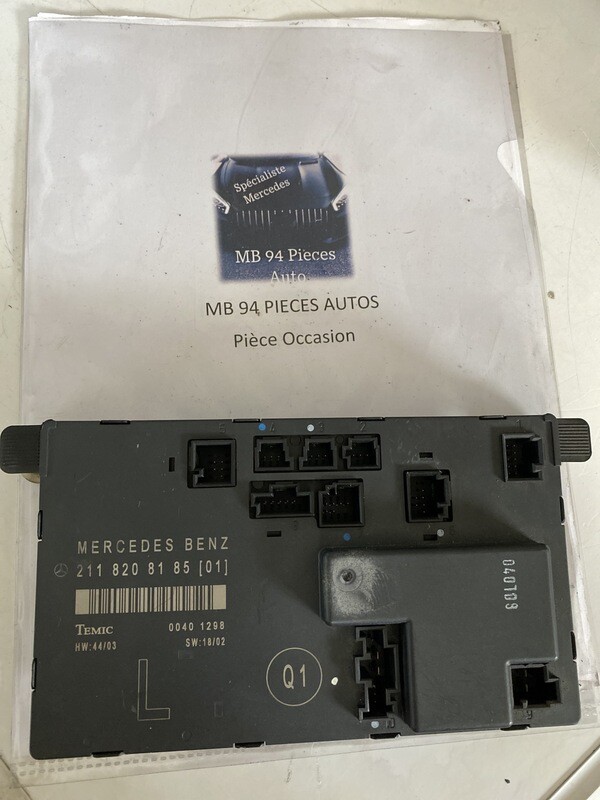 Spécialiste
Mercedes
MB 94 Pieces
Auto
MB 94 PIECES AUTOS
Pièce Occasion
MERCEDES BENZ
211 820 81 85 [01]
TEMIC 0040 1298
HW:44/03 SW:18/02
L
Q1
040109